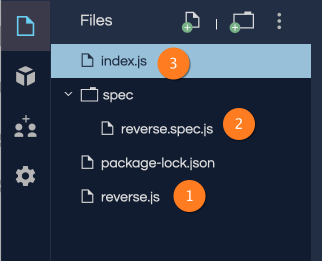 Files
index.js 3
spec
reverse.spec.js 2
package-lock.json
reverse.js 1